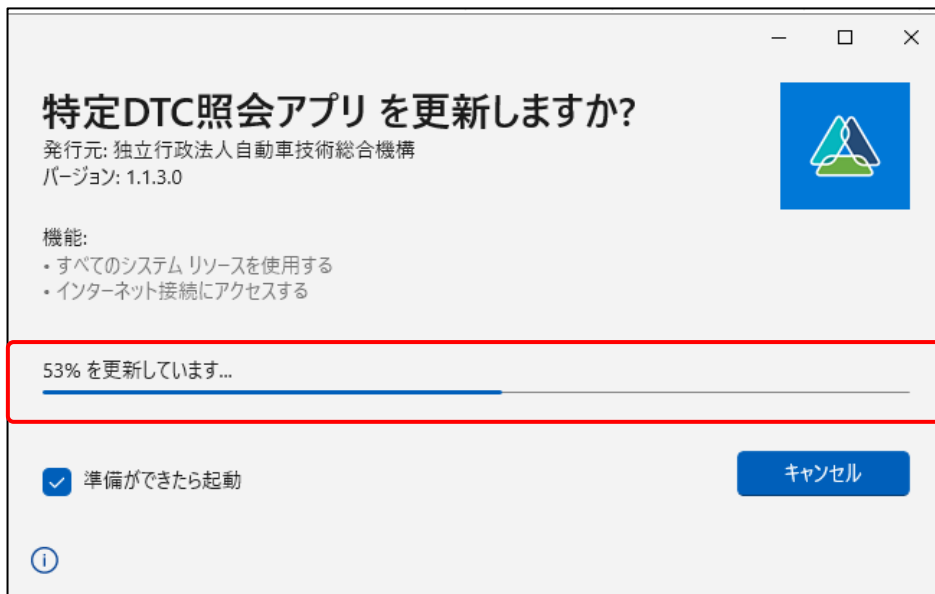 特定DTC照会アプリ を更新しますか?
発行元: 独立行政法人自動車技術総合機構
バージョン: 1.1.3.0
機能:
• すべてのシステム リソースを使用する
• インターネット接続にアクセスする
53% を更新しています...
準備ができたら起動
キャンセル